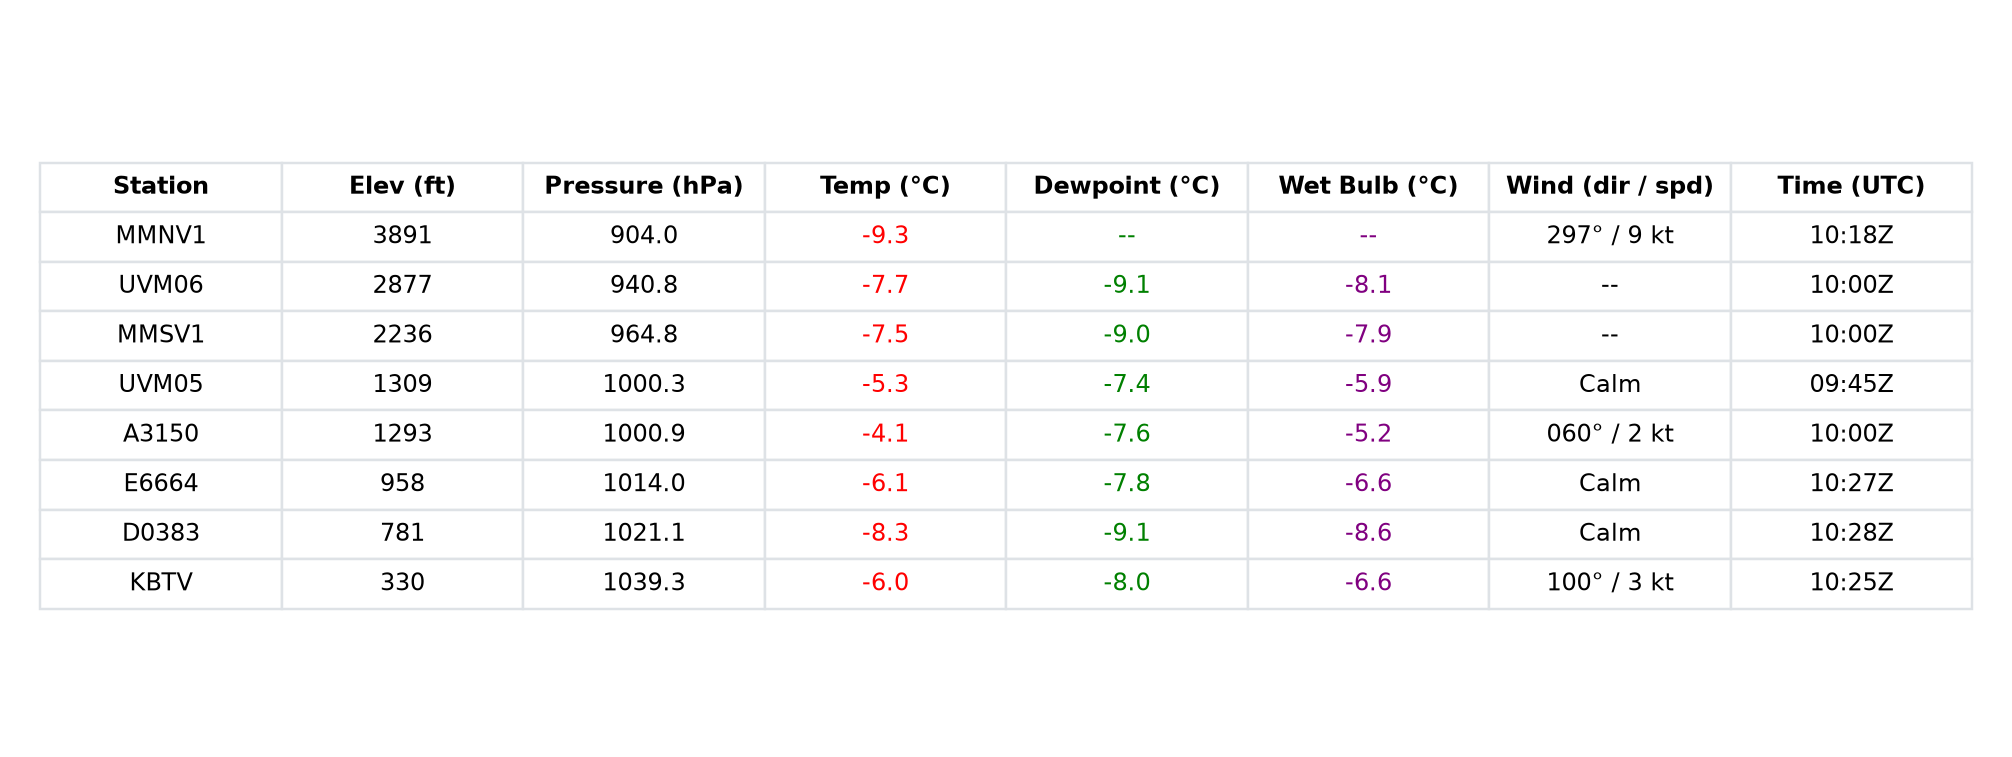 Station Elev (ft) Pressure (hPa) Temp (°C) Dewpoint (°C) Wet Bulb (°C) Wind (dir / spd) Time (UTC)
MMNV1 3891 904.0 -9.3 -- -- 297° / 9 kt 10:18Z
UVM06 2877 940.8 -7.7 -9.1 -8.1 -- 10:00Z
MMSV1 2236 964.8 -7.5 -9.0 -7.9 -- 10:00Z
UVM05 1309 1000.3 -5.3 -7.4 -5.9 Calm 09:45Z
A3150 1293 1000.9 -4.1 -7.6 -5.2 060° / 2 kt 10:00Z
E6664 958 1014.0 -6.1 -7.8 -6.6 Calm 10:27Z
D0383 781 1021.1 -8.3 -9.1 -8.6 Calm 10:28Z
KBTV 330 1039.3 -6.0 -8.0 -6.6 100° / 3 kt 10:25Z